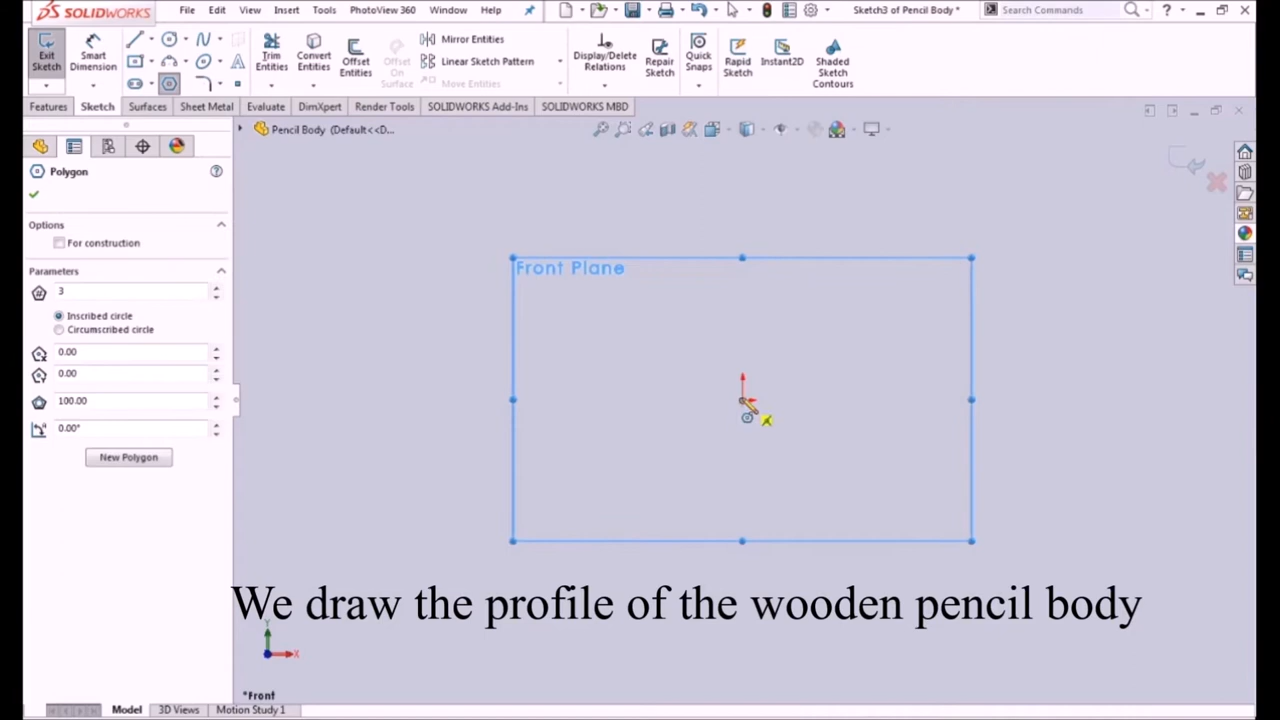 SOLIDWORKS File Edit View Insert Tools PhotoView 360 Window Help Sketch3 of Pencil Body * Search Commands ?
Exit Sketch
Smart Dimension
Trim Entities
Convert Entities
Offset Entities
Offset On Surface
Mirror Entities
Linear Sketch Pattern
Move Entities
Display/Delete Relations
Repair Sketch
Quick Snaps
Rapid Sketch
Instant2D
Shaded Sketch Contours
Features Sketch Surfaces Sheet Metal Evaluate DimXpert Render Tools SOLIDWORKS Add-Ins SOLIDWORKS MBD
Pencil Body (Default<<D...
Polygon
?
Options
For construction
Parameters
3
Inscribed circle
Circumscribed circle
0.00
0.00
100.00
0.00°
New Polygon
Front Plane
We draw the profile of the wooden pencil body
Y
X
*Front
Model 3D Views Motion Study 1